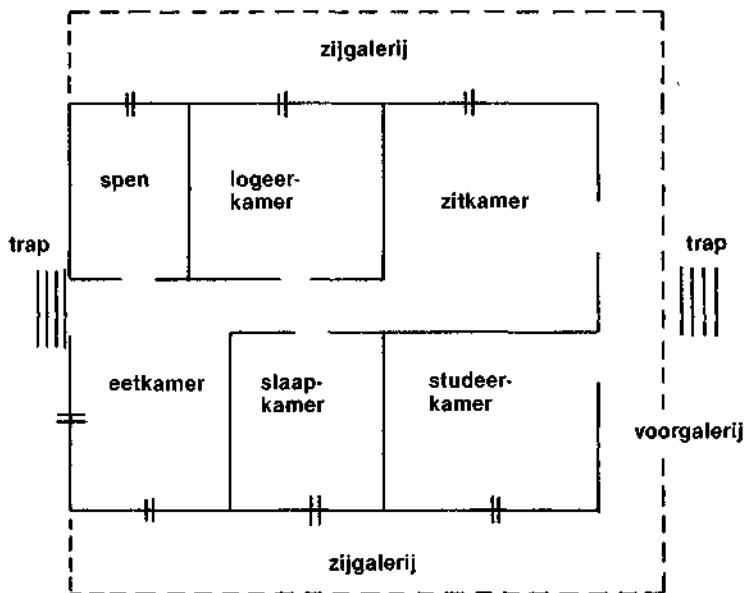 zijgalerij
spen
logeer-
kamer
zitkamer
trap
trap
eetkamer
slaap-
kamer
studeer-
kamer
voorgalerij
zijgalerij